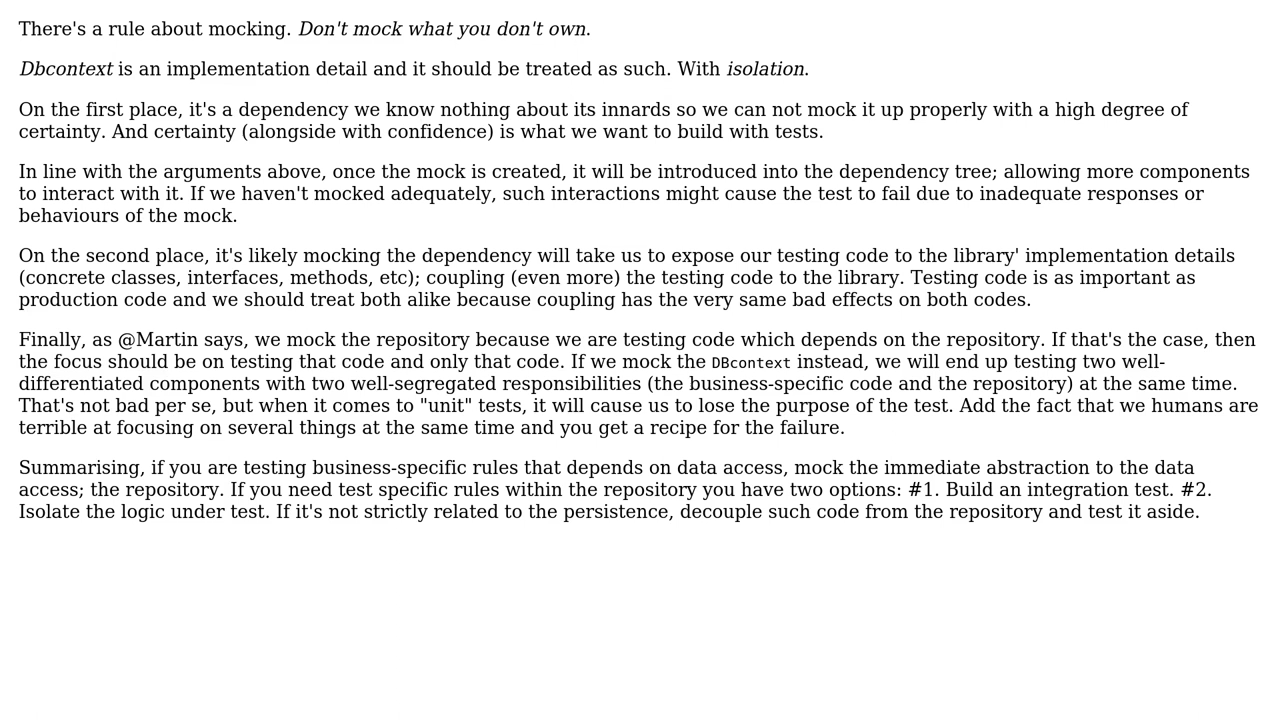 There's a rule about mocking. Don't mock what you don't own.
Dbcontext is an implementation detail and it should be treated as such. With isolation.
On the first place, it's a dependency we know nothing about its innards so we can not mock it up properly with a high degree of
certainty. And certainty (alongside with confidence) is what we want to build with tests.
In line with the arguments above, once the mock is created, it will be introduced into the dependency tree; allowing more components
to interact with it. If we haven't mocked adequately, such interactions might cause the test to fail due to inadequate responses or
behaviours of the mock.
On the second place, it's likely mocking the dependency will take us to expose our testing code to the library' implementation details
(concrete classes, interfaces, methods, etc); coupling (even more) the testing code to the library. Testing code is as important as
production code and we should treat both alike because coupling has the very same bad effects on both codes.
Finally, as @Martin says, we mock the repository because we are testing code which depends on the repository. If that's the case, then
the focus should be on testing that code and only that code. If we mock the DBcontext instead, we will end up testing two well-
differentiated components with two well-segregated responsibilities (the business-specific code and the repository) at the same time.
That's not bad per se, but when it comes to "unit" tests, it will cause us to lose the purpose of the test. Add the fact that we humans are
terrible at focusing on several things at the same time and you get a recipe for the failure.
Summarising, if you are testing business-specific rules that depends on data access, mock the immediate abstraction to the data
access; the repository. If you need test specific rules within the repository you have two options: #1. Build an integration test. #2.
Isolate the logic under test. If it's not strictly related to the persistence, decouple such code from the repository and test it aside.